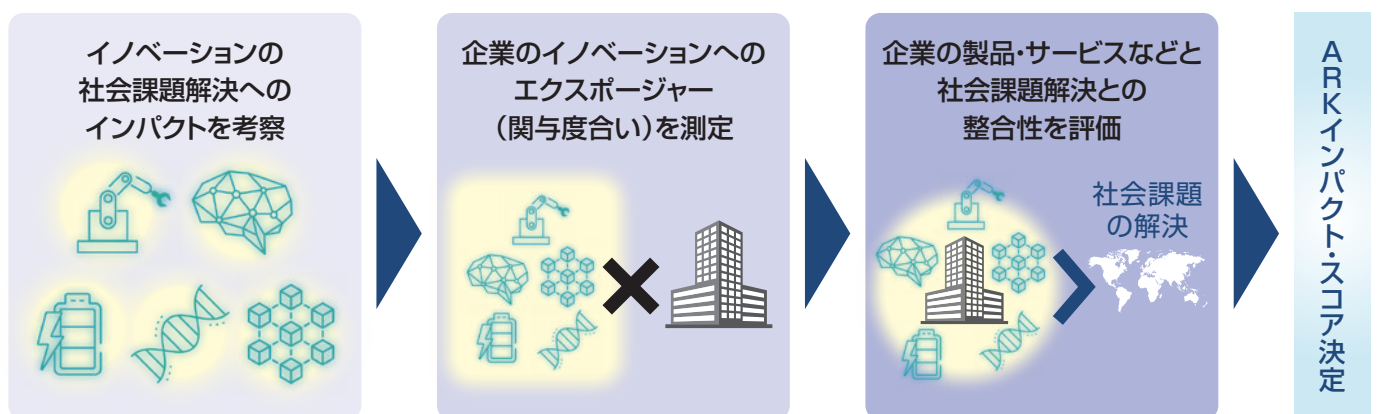 イノベーションの
社会課題解決への
インパクトを考察
企業のイノベーションへの
エクスポージャー
（関与度合い）を測定
企業の製品・サービスなどと
社会課題解決との
整合性を評価
社会課題
の解決
ARKインパクト・スコア決定